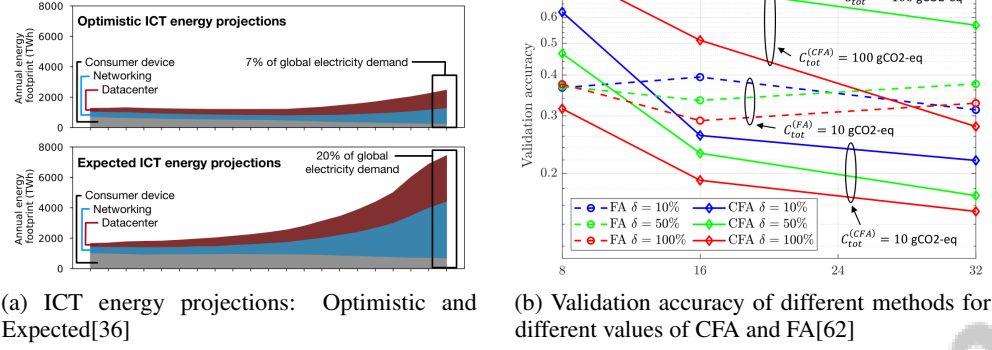 8000
Optimistic ICT energy projections
6000
4000
2000
0
Annual energy
footprint (TWh)
Consumer device
Networking
Datacenter
7% of global electricity demand
8000
Expected ICT energy projections
6000
4000
2000
0
Annual energy
footprint (TWh)
Consumer device
Networking
Datacenter
20% of global
electricity demand
(a) ICT energy projections: Optimistic and
Expected[36]
Validation accuracy
0.6
0.5
0.4
0.3
0.2
8
16
24
32
C_tot^(CFA) = 100 gCO2-eq
C_tot^(FA) = 10 gCO2-eq
C_tot^(CFA) = 10 gCO2-eq
FA δ = 10%
FA δ = 50%
FA δ = 100%
CFA δ = 10%
CFA δ = 50%
CFA δ = 100%
(b) Validation accuracy of different methods for
different values of CFA and FA[62]